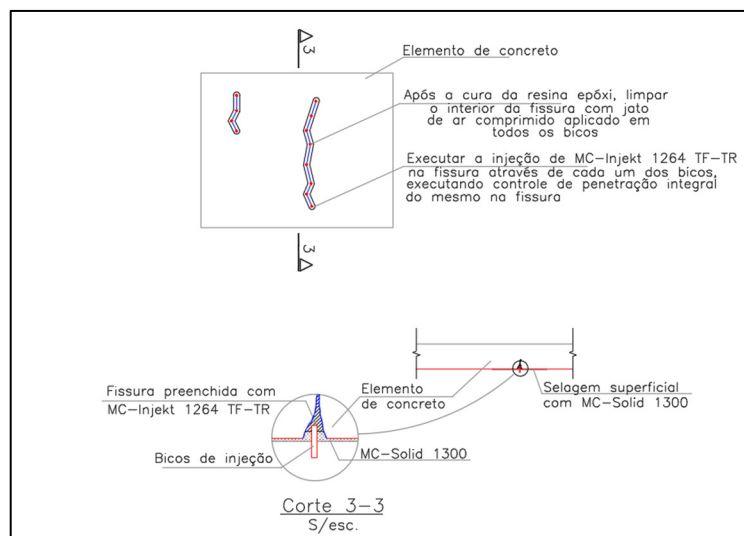 3
Elemento de concreto
Após a cura da resina epóxi, limpar
o interior da fissura com jato
de ar comprimido aplicado em
todos os bicos
Executar a injeção de MC-Injekt 1264 TF-TR
na fissura através de cada um dos bicos,
executando controle de penetração integral
do mesmo na fissura
3
Fissura preenchida com
MC-Injekt 1264 TF-TR
Elemento
de concreto
Selagem superficial
com MC-Solid 1300
Bicos de injeção
MC-Solid 1300
Corte 3-3
S/esc.